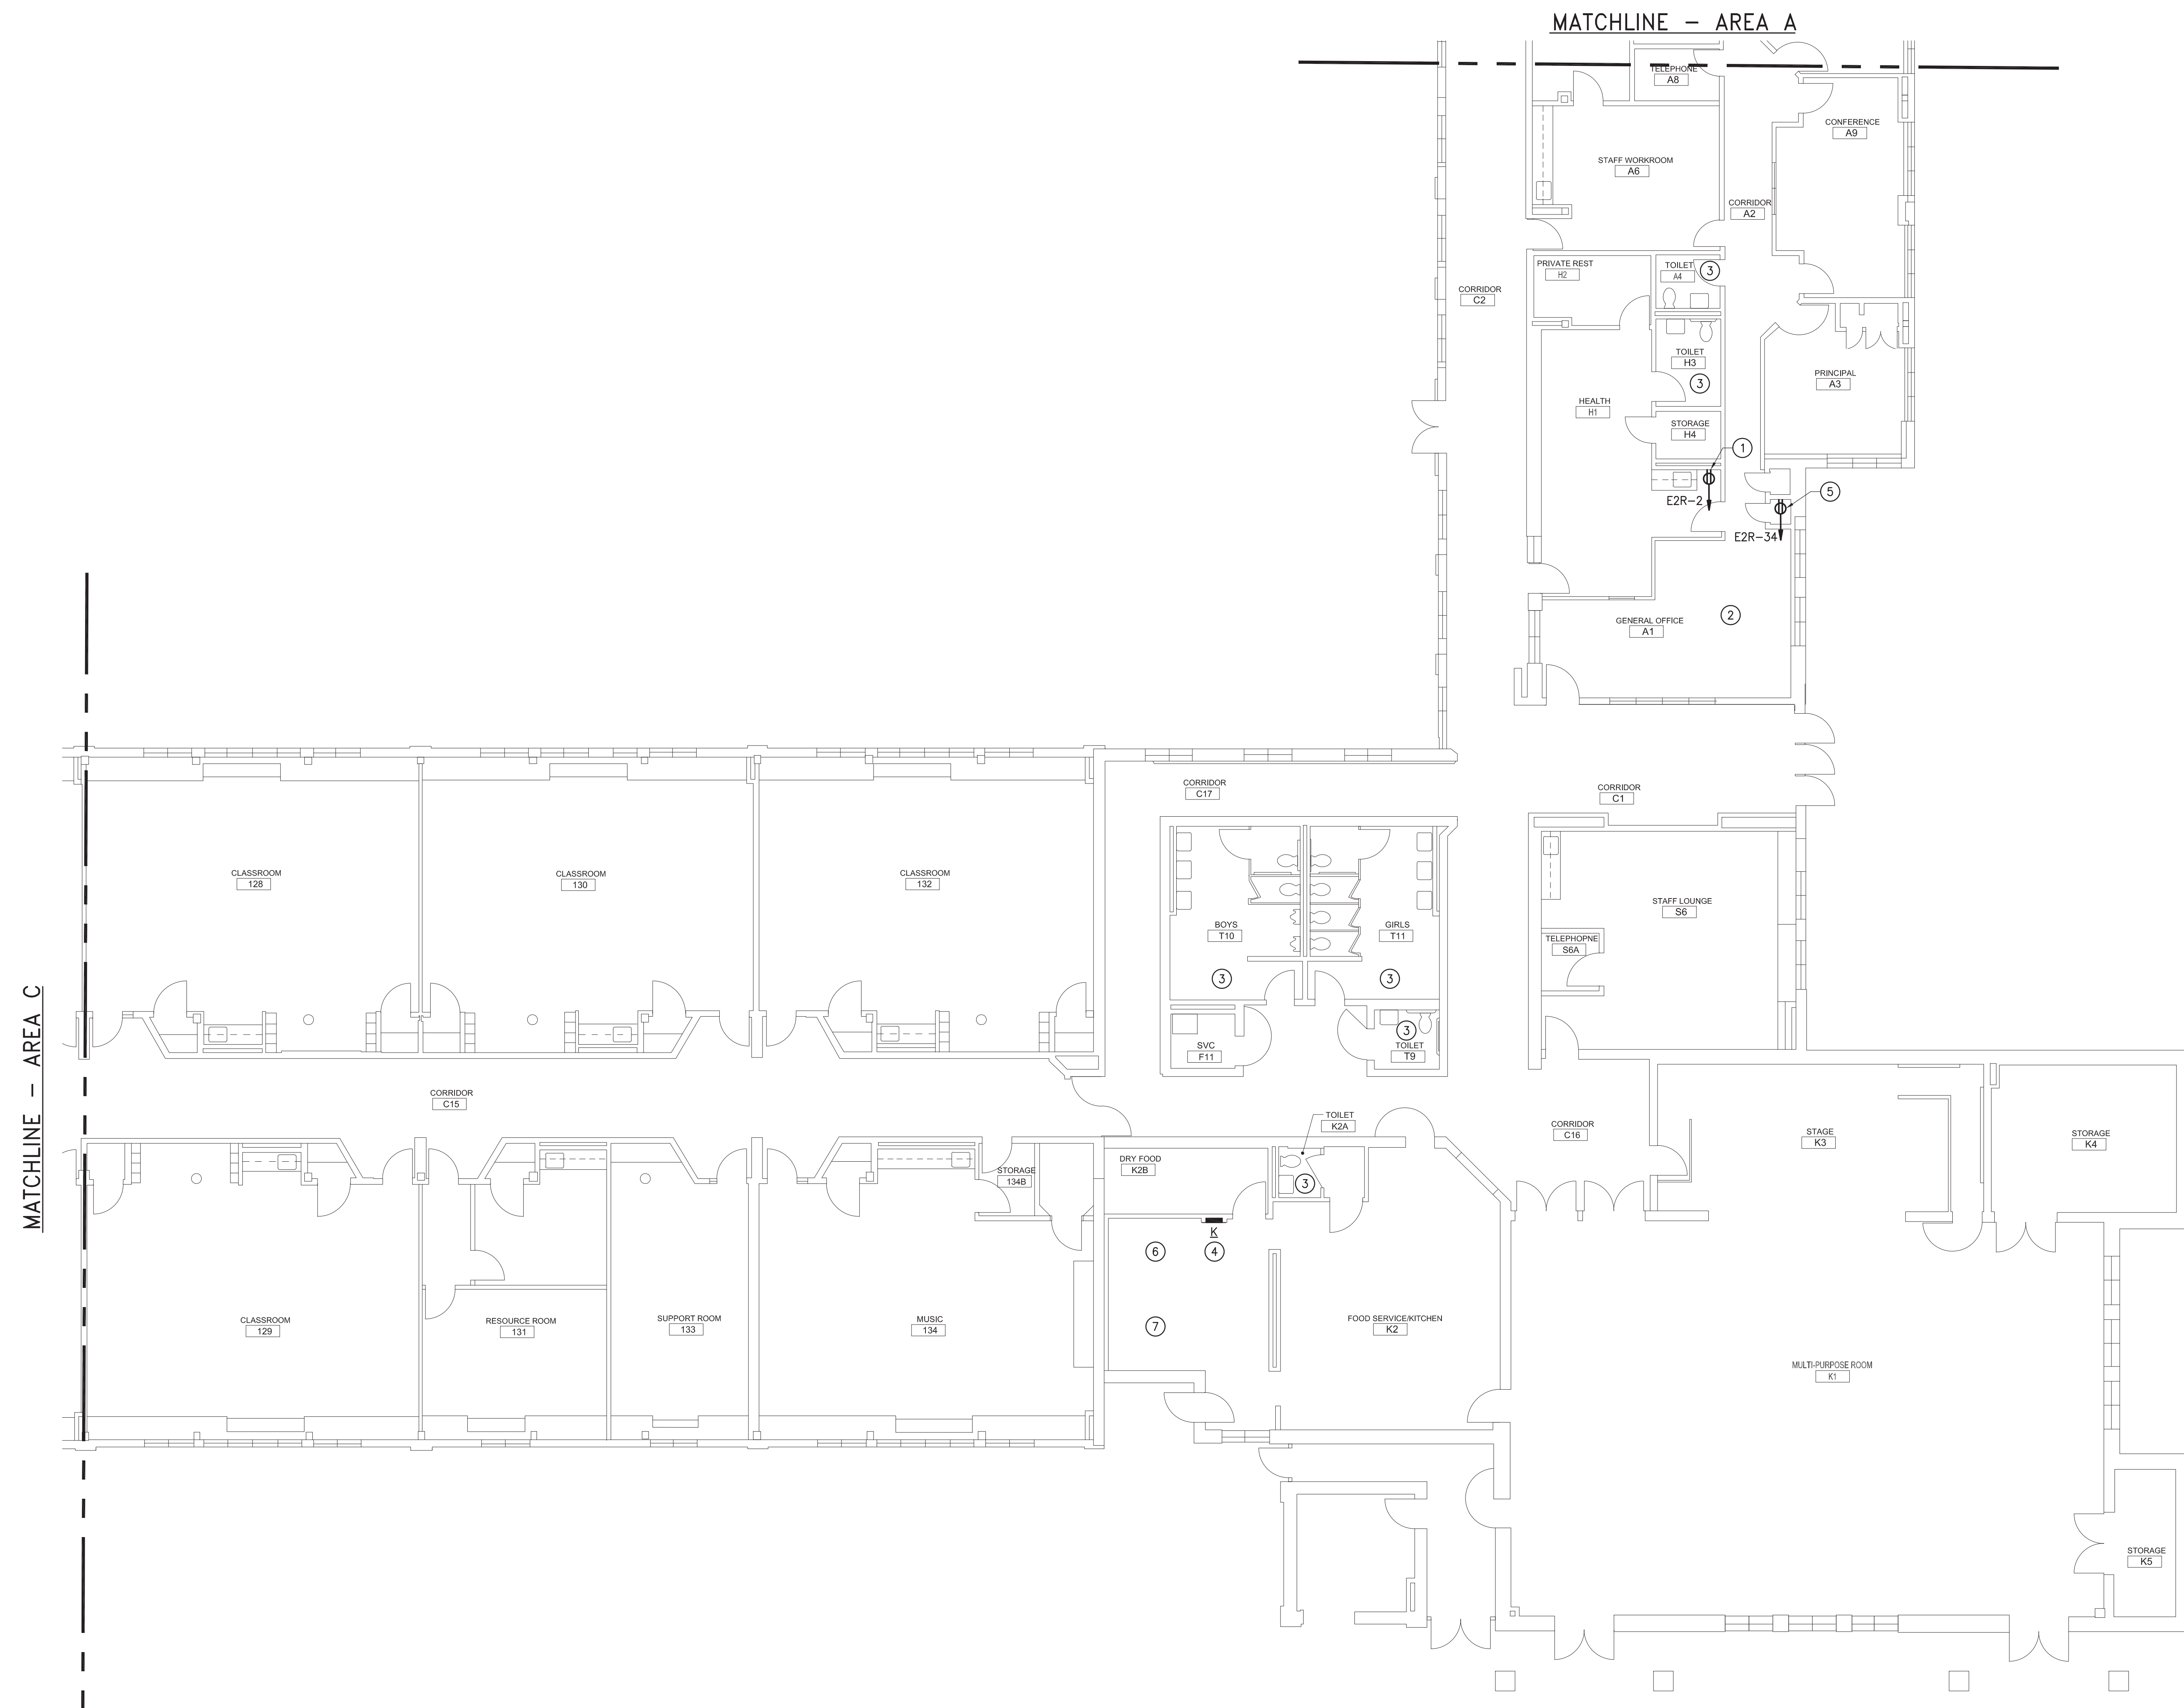 MATCHLINE - AREA A
TELEPHONE
A8
CONFERENCE
A9
STAFF WORKROOM
A6
CORRIDOR
A2
PRIVATE REST
H2
TOILET
A4
3
CORRIDOR
C2
TOILET
H3
3
PRINCIPAL
A3
HEALTH
H1
STORAGE
H4
1
E2R-2
5
E2R-34
GENERAL OFFICE
A1
2
CORRIDOR
C17
CORRIDOR
C1
CLASSROOM
128
CLASSROOM
130
CLASSROOM
132
STAFF LOUNGE
S6
BOYS
T10
3
GIRLS
T11
3
TELEPHOPNE
S6A
SVC
F11
3
TOILET
T9
MATCHLINE - AREA C
CORRIDOR
C15
TOILET
K2A
3
CORRIDOR
C16
STAGE
K3
STORAGE
K4
DRY FOOD
K2B
STORAGE
134B
K
6
4
7
CLASSROOM
129
RESOURCE ROOM
131
SUPPORT ROOM
133
MUSIC
134
FOOD SERVICE/KITCHEN
K2
MULTI-PURPOSE ROOM
K1
STORAGE
K5